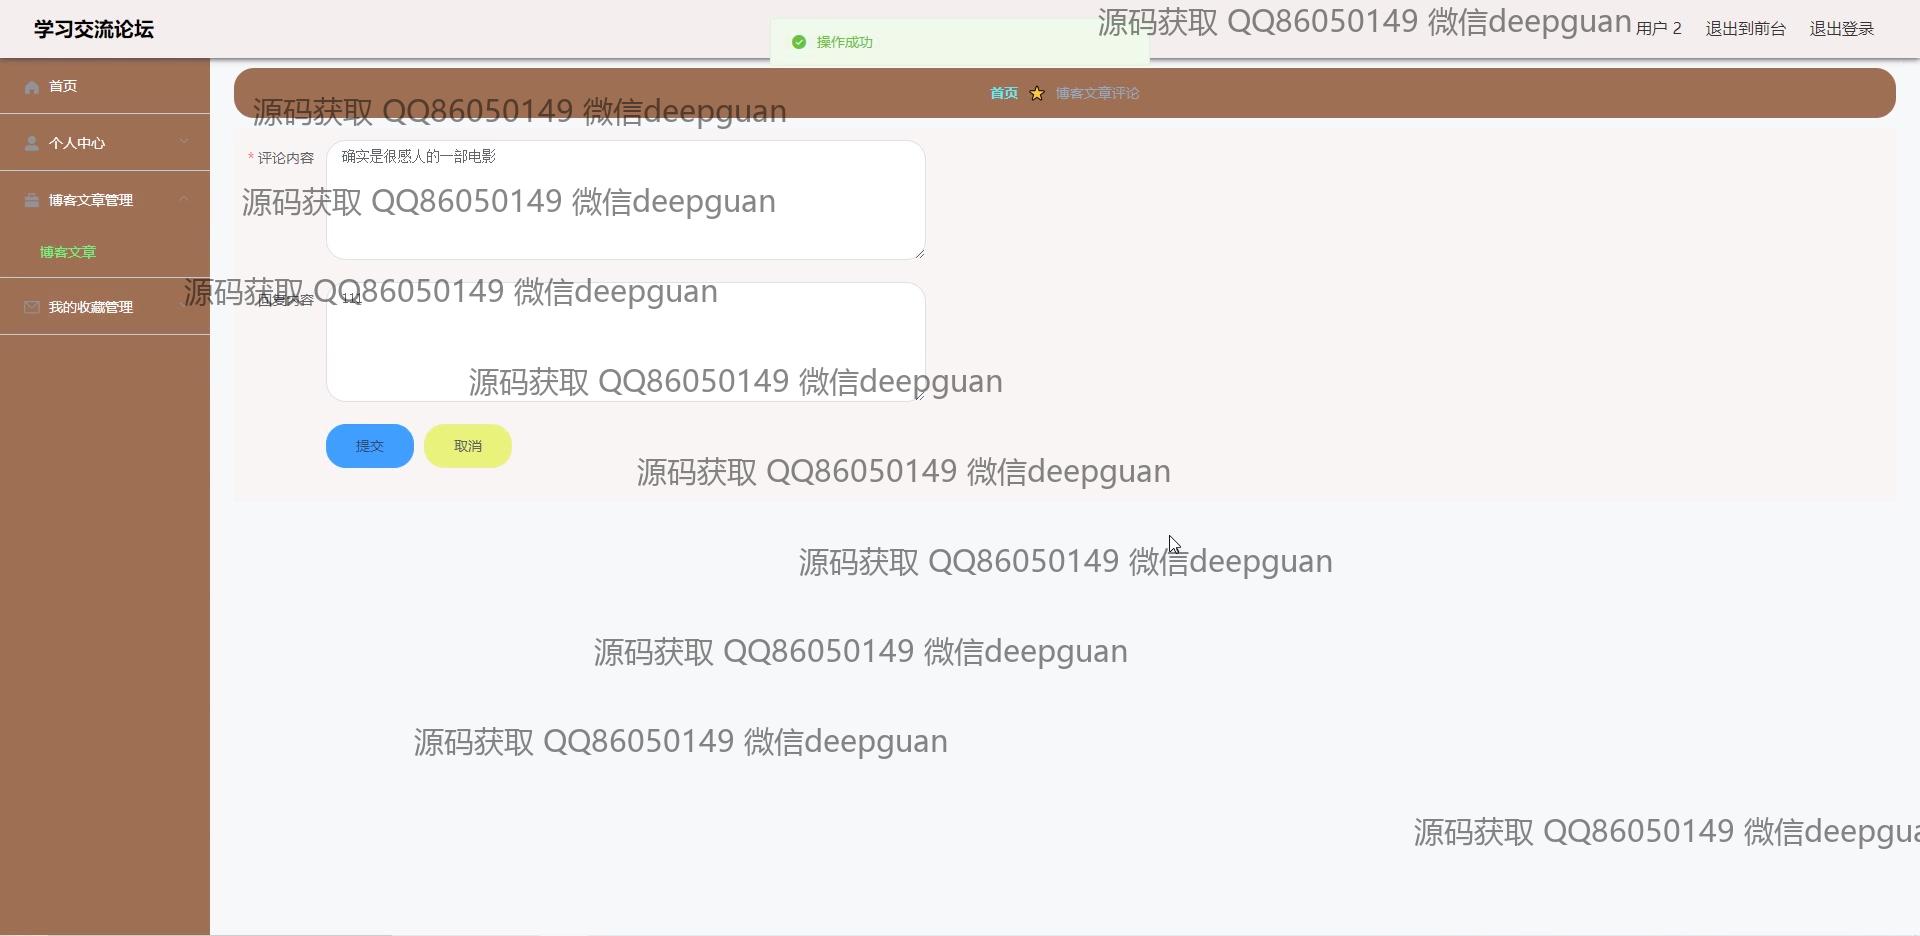 学习交流论坛
操作成功
源码获取 QQ86050149 微信deepguan
用户 2
退出到前台
退出登录
首页
首页
博客文章评论
源码获取 QQ86050149 微信deepguan
个人中心
* 评论内容
确实是很感人的一部电影
博客文章管理
源码获取 QQ86050149 微信deepguan
博客文章
源码获取 QQ86050149 微信deepguan
我的收藏管理
回复内容
111
源码获取 QQ86050149 微信deepguan
提交
取消
源码获取 QQ86050149 微信deepguan
源码获取 QQ86050149 微信deepguan
源码获取 QQ86050149 微信deepguan
源码获取 QQ86050149 微信deepguan
源码获取 QQ86050149 微信deepgua